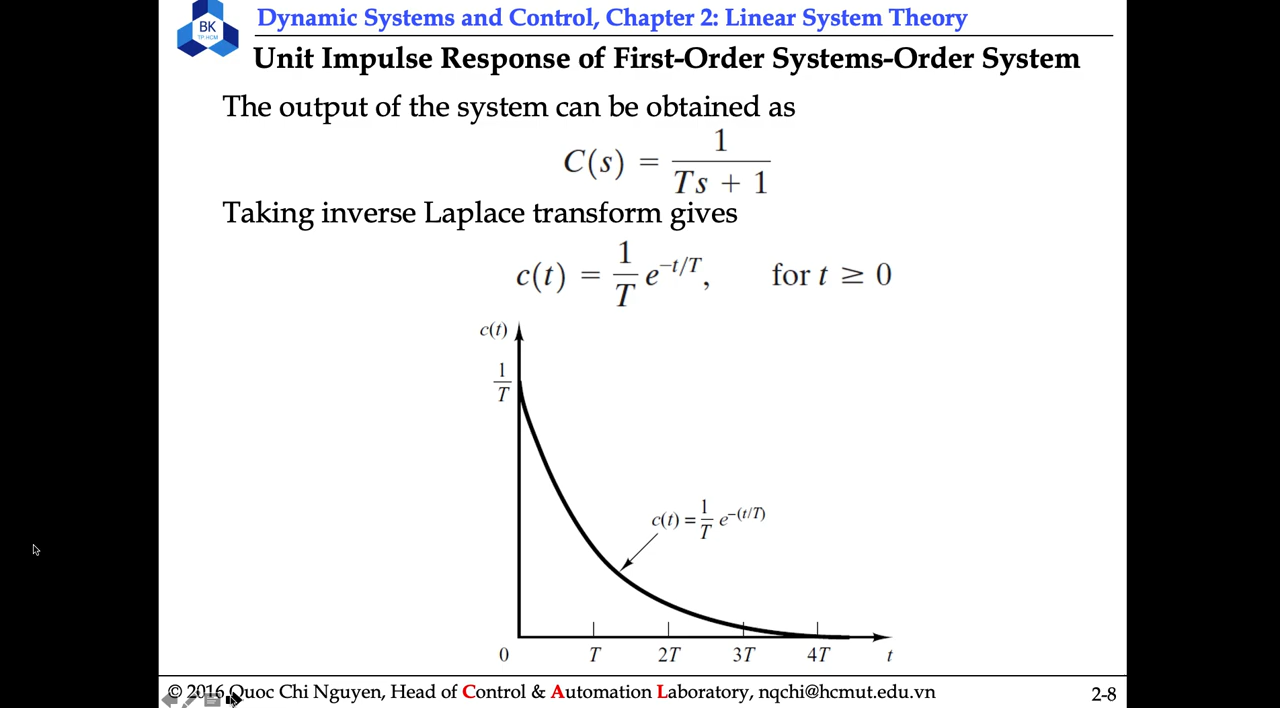 BK
TP.HCM
Dynamic Systems and Control, Chapter 2: Linear System Theory
Unit Impulse Response of First-Order Systems-Order System
The output of the system can be obtained as
C(s) = 1/(Ts + 1)
Taking inverse Laplace transform gives
c(t) = 1/T e^{-t/T}, for t ≥ 0
c(t)
1/T
c(t) = 1/T e^{-(t/T)}
0 T 2T 3T 4T t
© 2016 Quoc Chi Nguyen, Head of Control & Automation Laboratory, nqchi@hcmut.edu.vn 2-8